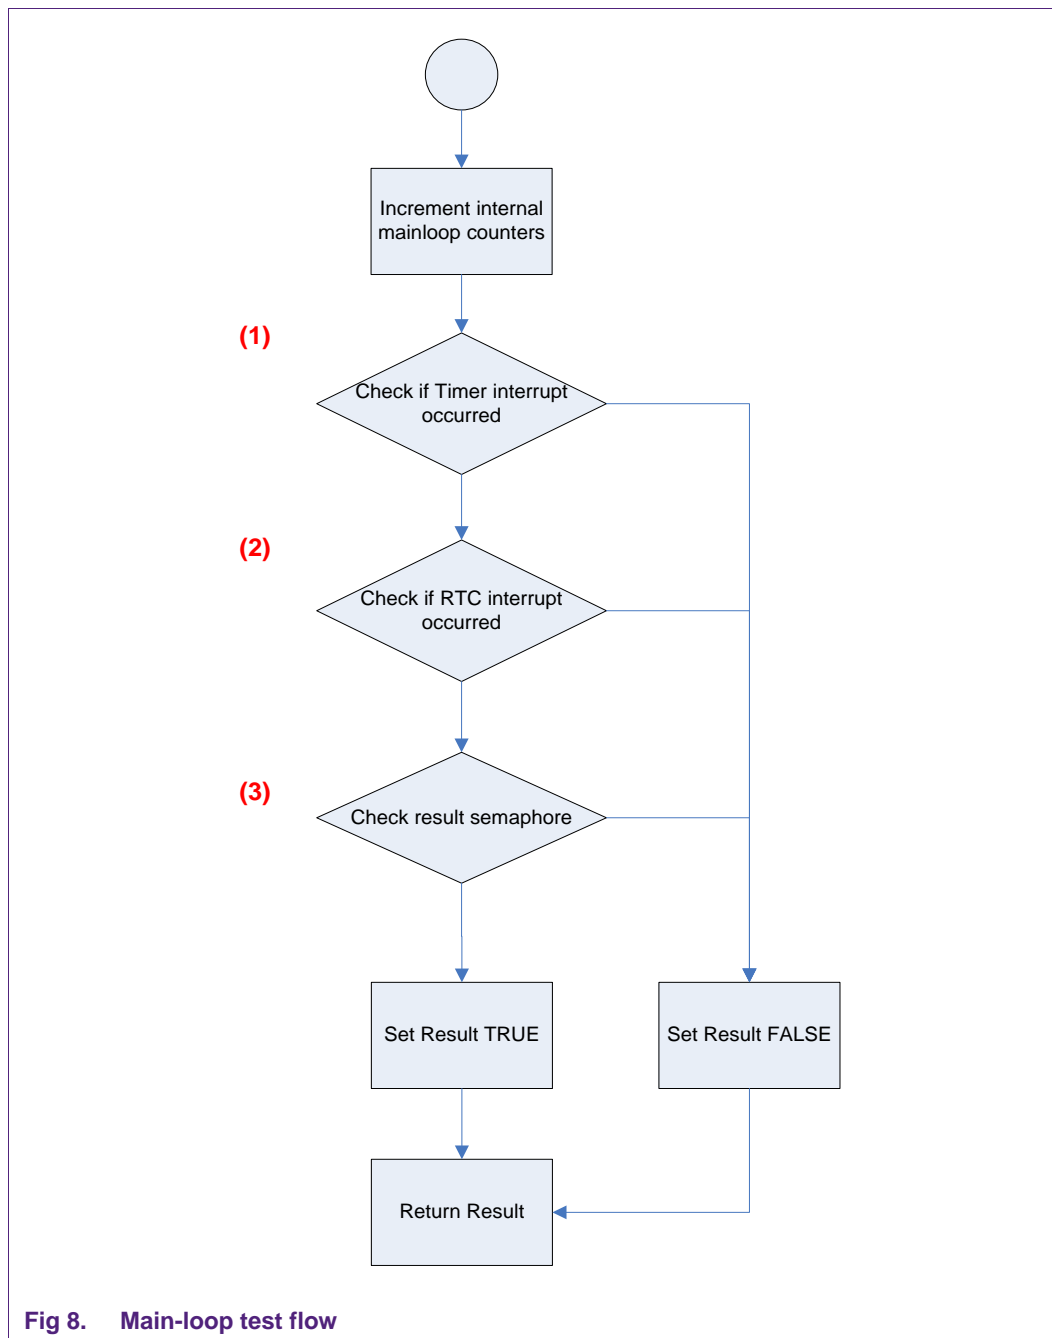 Increment internal
mainloop counters
(1)
Check if Timer interrupt
occurred
(2)
Check if RTC interrupt
occurred
(3)
Check result semaphore
Set Result TRUE
Set Result FALSE
Return Result
Fig 8. Main-loop test flow